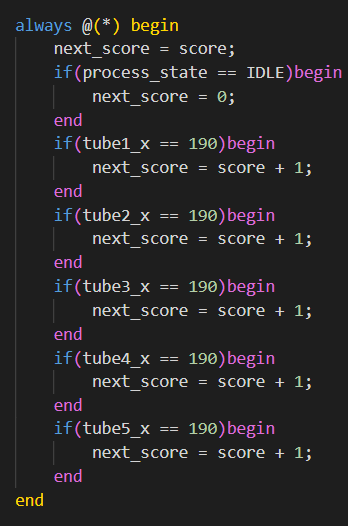 always @(*) begin
    next_score = score;
    if(process_state == IDLE)begin
        next_score = 0;
    end
    if(tube1_x == 190)begin
        next_score = score + 1;
    end
    if(tube2_x == 190)begin
        next_score = score + 1;
    end
    if(tube3_x == 190)begin
        next_score = score + 1;
    end
    if(tube4_x == 190)begin
        next_score = score + 1;
    end
    if(tube5_x == 190)begin
        next_score = score + 1;
    end
end